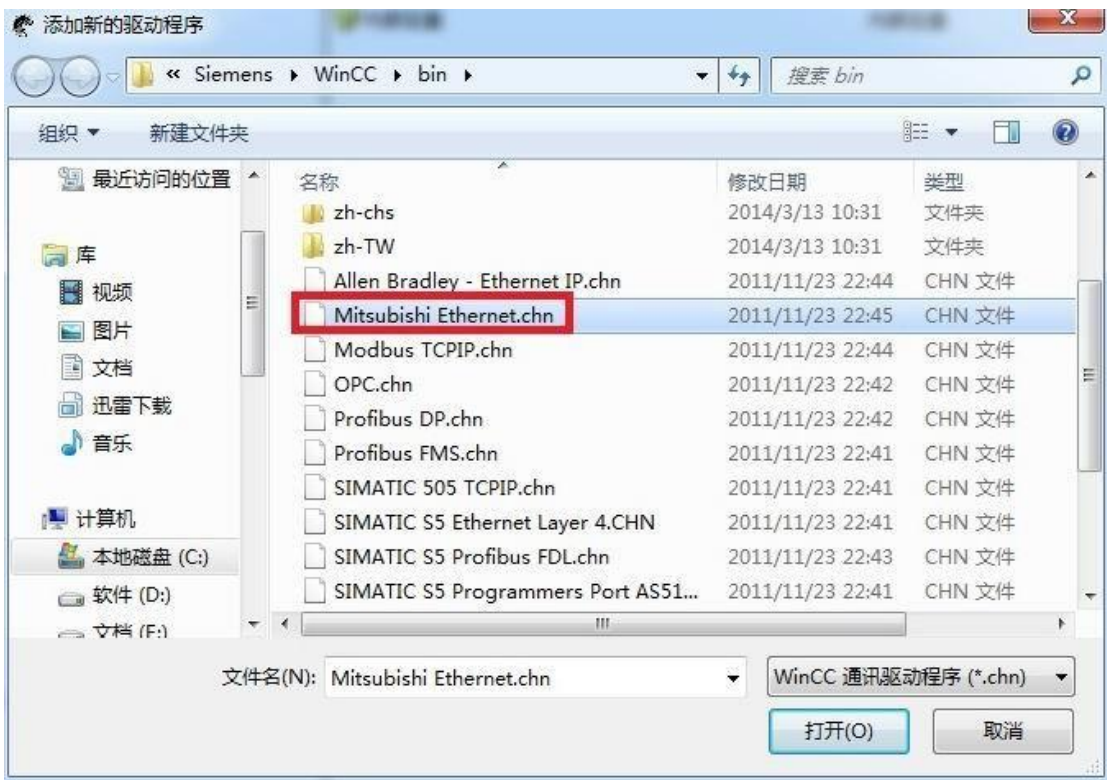 添加新的驱动程序
« Siemens ▸ WinCC ▸ bin ▸
搜索 bin
组织 ▼ 新建文件夹
最近访问的位置
库
视频
图片
文档
迅雷下载
音乐
计算机
本地磁盘 (C:)
软件 (D:)
文档 (E:)
名称 修改日期 类型
zh-chs 2014/3/13 10:31 文件夹
zh-TW 2014/3/13 10:31 文件夹
Allen Bradley - Ethernet IP.chn 2011/11/23 22:44 CHN 文件
Mitsubishi Ethernet.chn 2011/11/23 22:45 CHN 文件
Modbus TCPIP.chn 2011/11/23 22:44 CHN 文件
OPC.chn 2011/11/23 22:42 CHN 文件
Profibus DP.chn 2011/11/23 22:42 CHN 文件
Profibus FMS.chn 2011/11/23 22:41 CHN 文件
SIMATIC 505 TCPIP.chn 2011/11/23 22:41 CHN 文件
SIMATIC S5 Ethernet Layer 4.CHN 2011/11/23 22:41 CHN 文件
SIMATIC S5 Profibus FDL.chn 2011/11/23 22:43 CHN 文件
SIMATIC S5 Programmers Port AS51... 2011/11/23 22:41 CHN 文件
文件名(N): Mitsubishi Ethernet.chn WinCC 通讯驱动程序 (*.chn)
打开(O) 取消